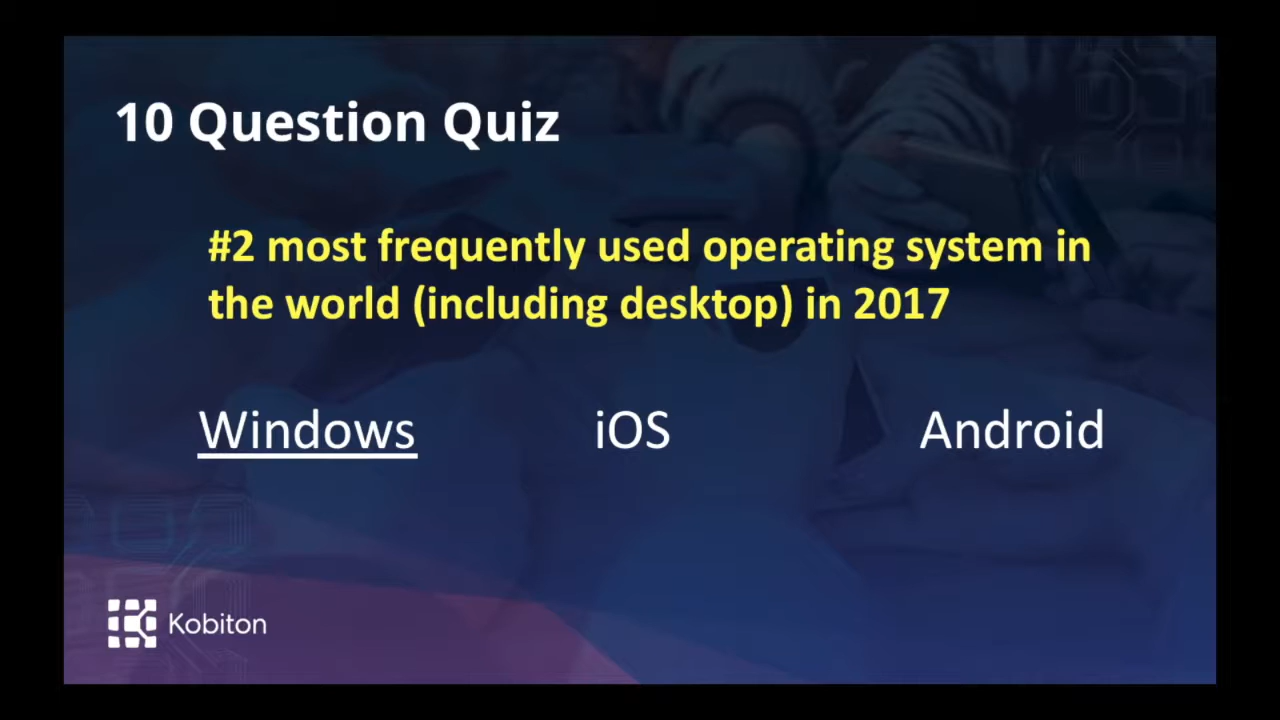 10 Question Quiz
#2 most frequently used operating system in
the world (including desktop) in 2017
Windows iOS Android
Kobiton